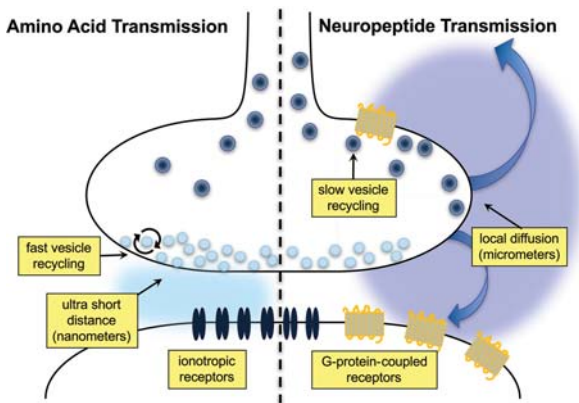 Amino Acid Transmission
Neuropeptide Transmission
slow vesicle
recycling
fast vesicle
recycling
local diffusion
(micrometers)
ultra short
distance
(nanometers)
ionotropic
receptors
G-protein-coupled
receptors